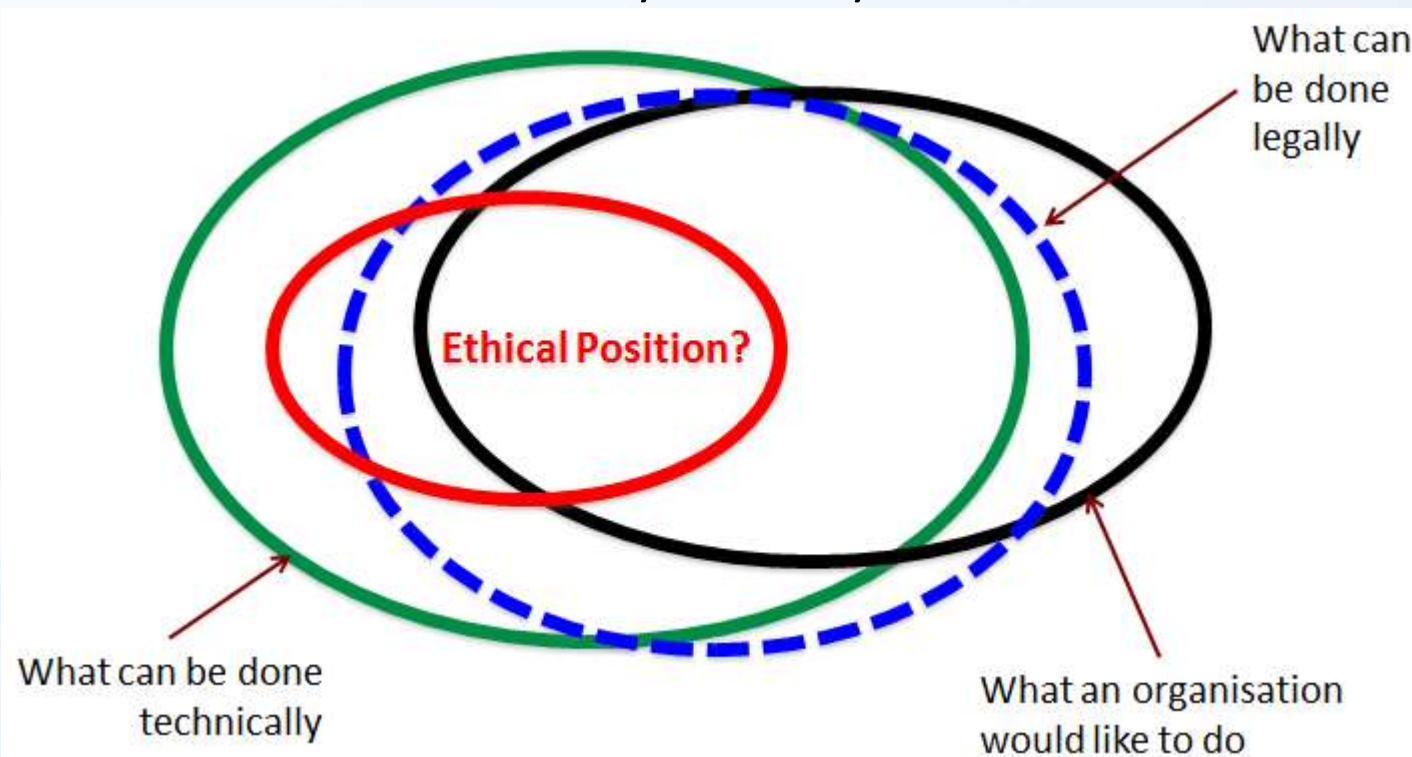 What can
be done
legally
Ethical Position?
What can be done
technically
What an organisation
would like to do